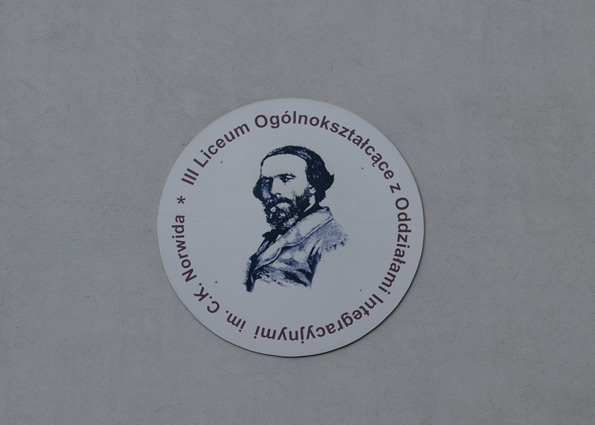 III Liceum Ogólnokształcące z Oddziałami Integracyjnymi im. C.K. Norwida *